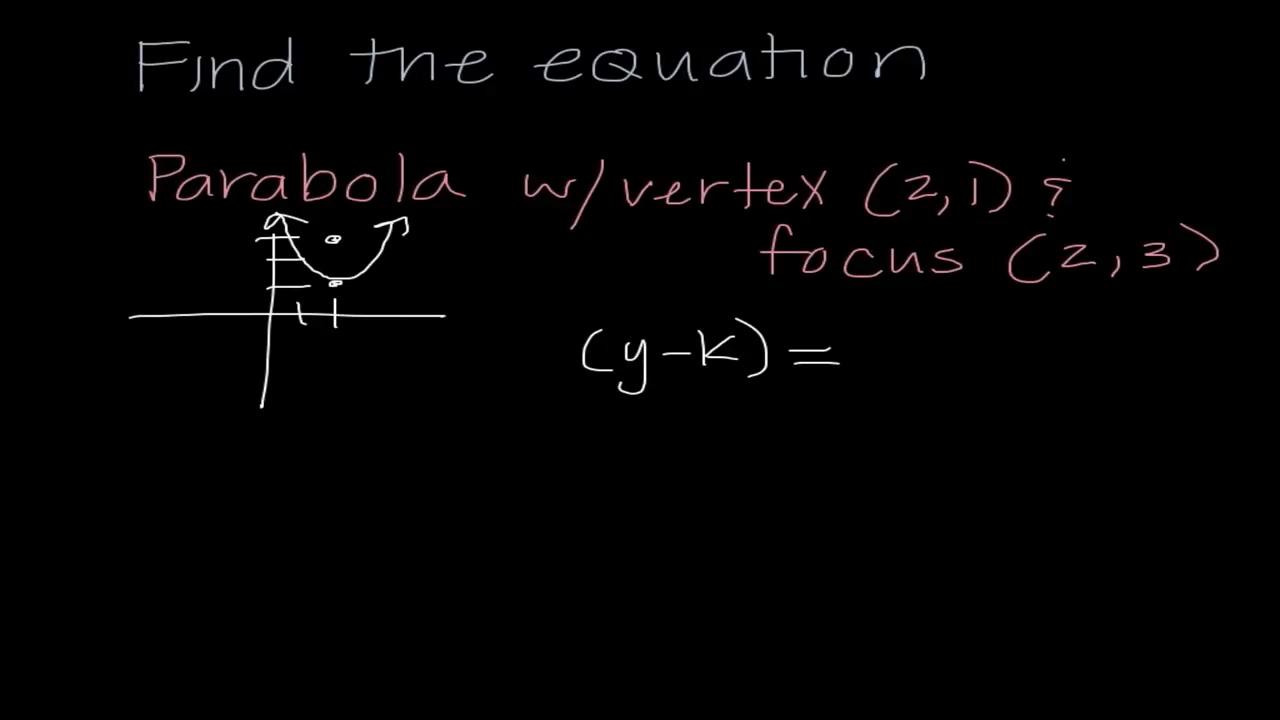 Find the equation
Parabola w/ vertex (2,1) &
focus (2,3)
(y-k)=